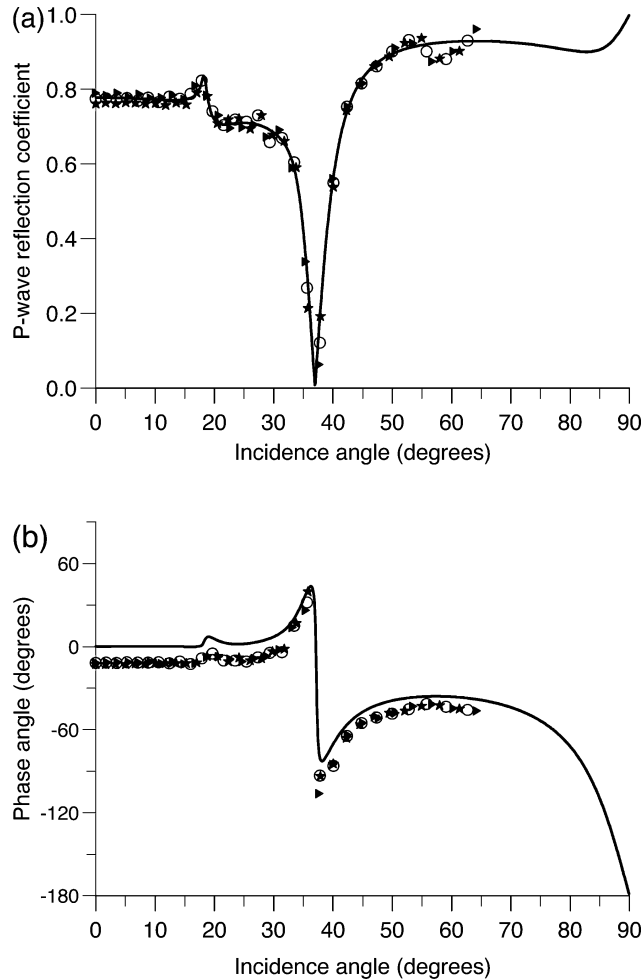 (a)
1.0
0.8
0.6
0.4
0.2
0.0
P-wave reflection coefficient
0 10 20 30 40 50 60 70 80 90
Incidence angle (degrees)
(b)
60
0
-60
-120
-180
Phase angle (degrees)
0 10 20 30 40 50 60 70 80 90
Incidence angle (degrees)